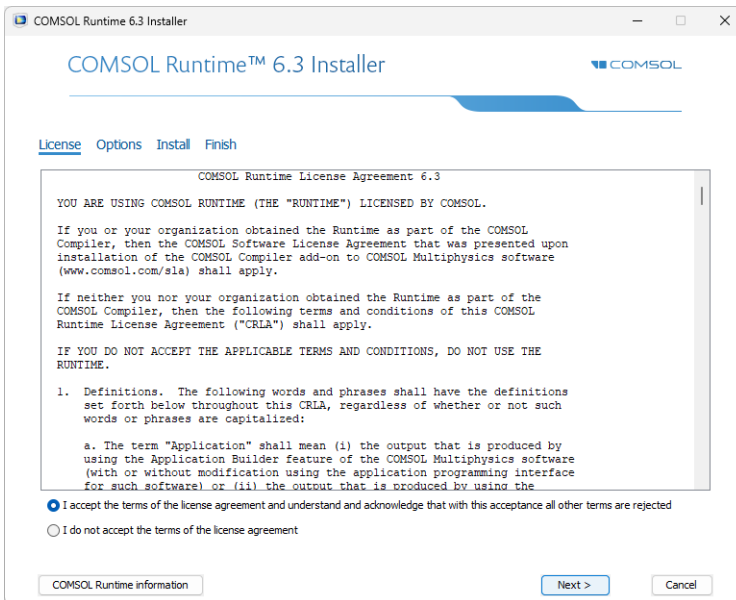 COMSOL Runtime 6.3 Installer
COMSOL Runtime™ 6.3 Installer
COMSOL
License Options Install Finish
COMSOL Runtime License Agreement 6.3
YOU ARE USING COMSOL RUNTIME (THE "RUNTIME") LICENSED BY COMSOL.
If you or your organization obtained the Runtime as part of the COMSOL
Compiler, then the COMSOL Software License Agreement that was presented upon
installation of the COMSOL Compiler add-on to COMSOL Multiphysics software
(www.comsol.com/sla) shall apply.
If neither you nor your organization obtained the Runtime as part of the
COMSOL Compiler, then the following terms and conditions of this COMSOL
Runtime License Agreement ("CRLA") shall apply.
IF YOU DO NOT ACCEPT THE APPLICABLE TERMS AND CONDITIONS, DO NOT USE THE
RUNTIME.
1. Definitions. The following words and phrases shall have the definitions
set forth below throughout this CRLA, regardless of whether or not such
words or phrases are capitalized:
a. The term "Application" shall mean (i) the output that is produced by
using the Application Builder feature of the COMSOL Multiphysics software
(with or without modification using the application programming interface
for such software) or (ii) the output that is produced by using the
I accept the terms of the license agreement and understand and acknowledge that with this acceptance all other terms are rejected
I do not accept the terms of the license agreement
COMSOL Runtime information
Next >
Cancel